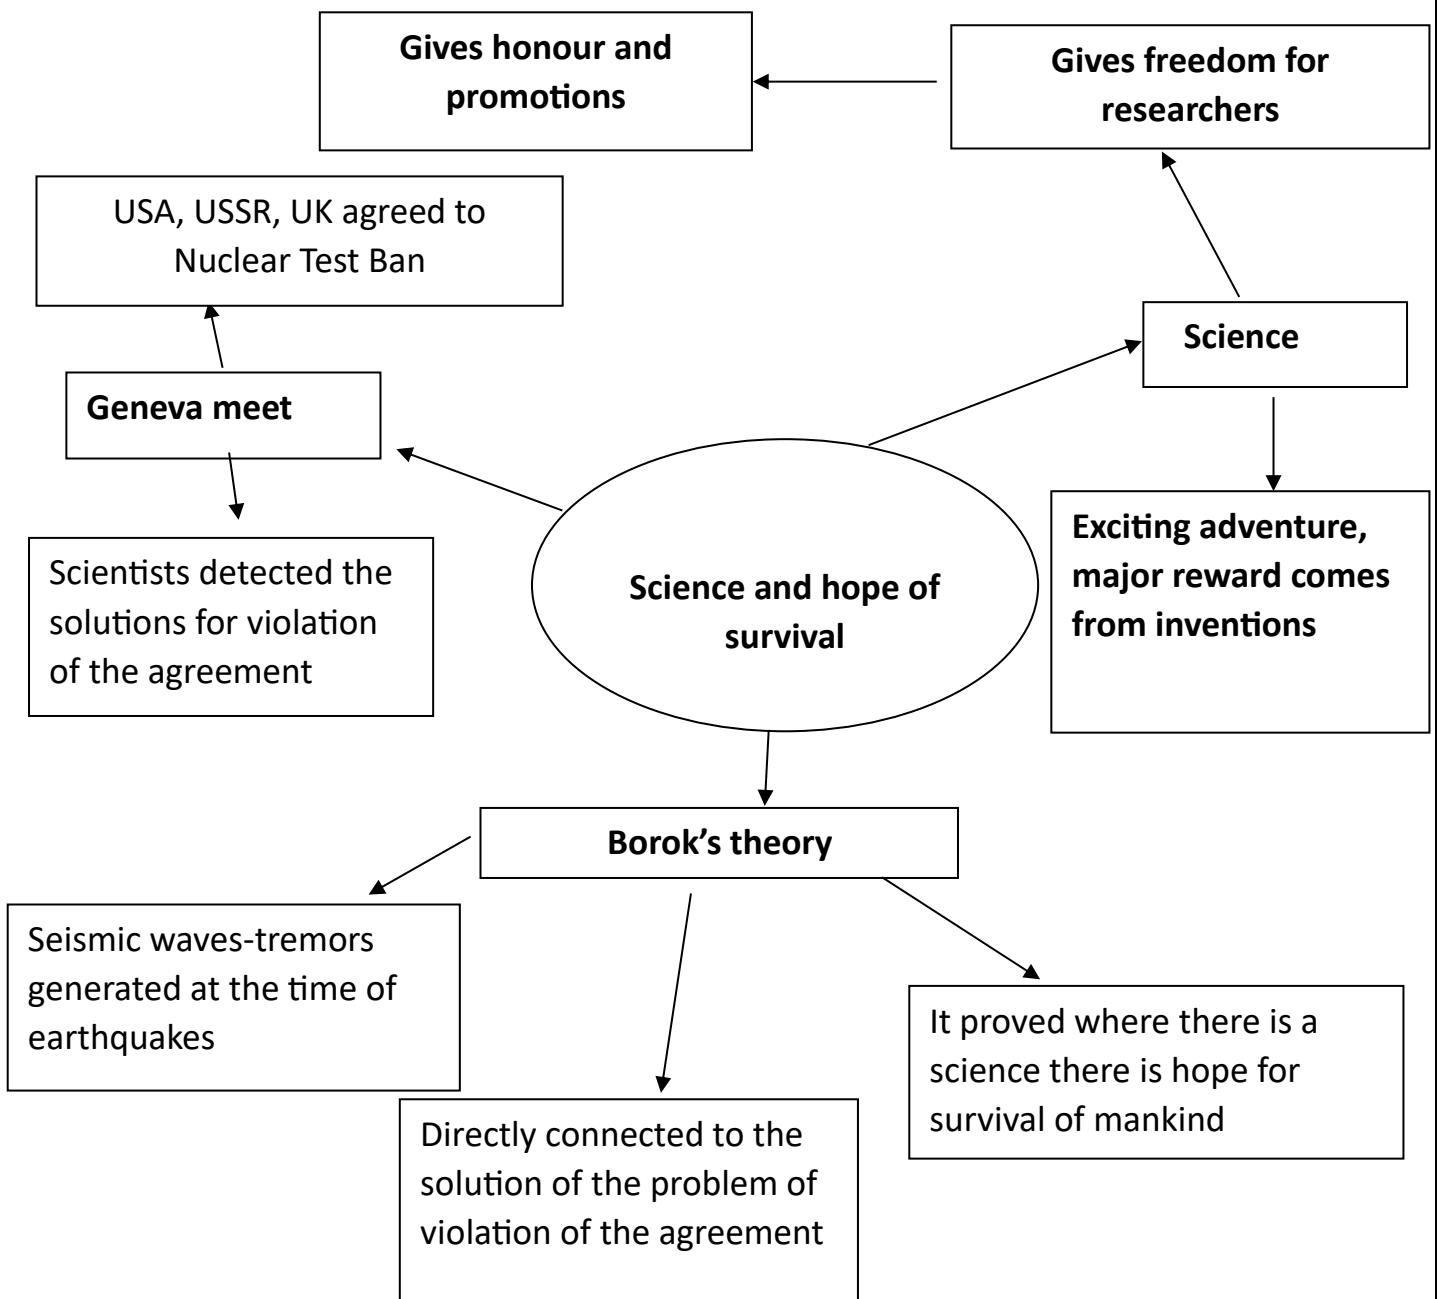 Gives honour and
promotions
Gives freedom for
researchers
USA, USSR, UK agreed to
Nuclear Test Ban
Science
Geneva meet
Scientists detected the
solutions for violation
of the agreement
Science and hope of
survival
Exciting adventure,
major reward comes
from inventions
Borok’s theory
Seismic waves-tremors
generated at the time of
earthquakes
Directly connected to the
solution of the problem of
violation of the agreement
It proved where there is a
science there is hope for
survival of mankind